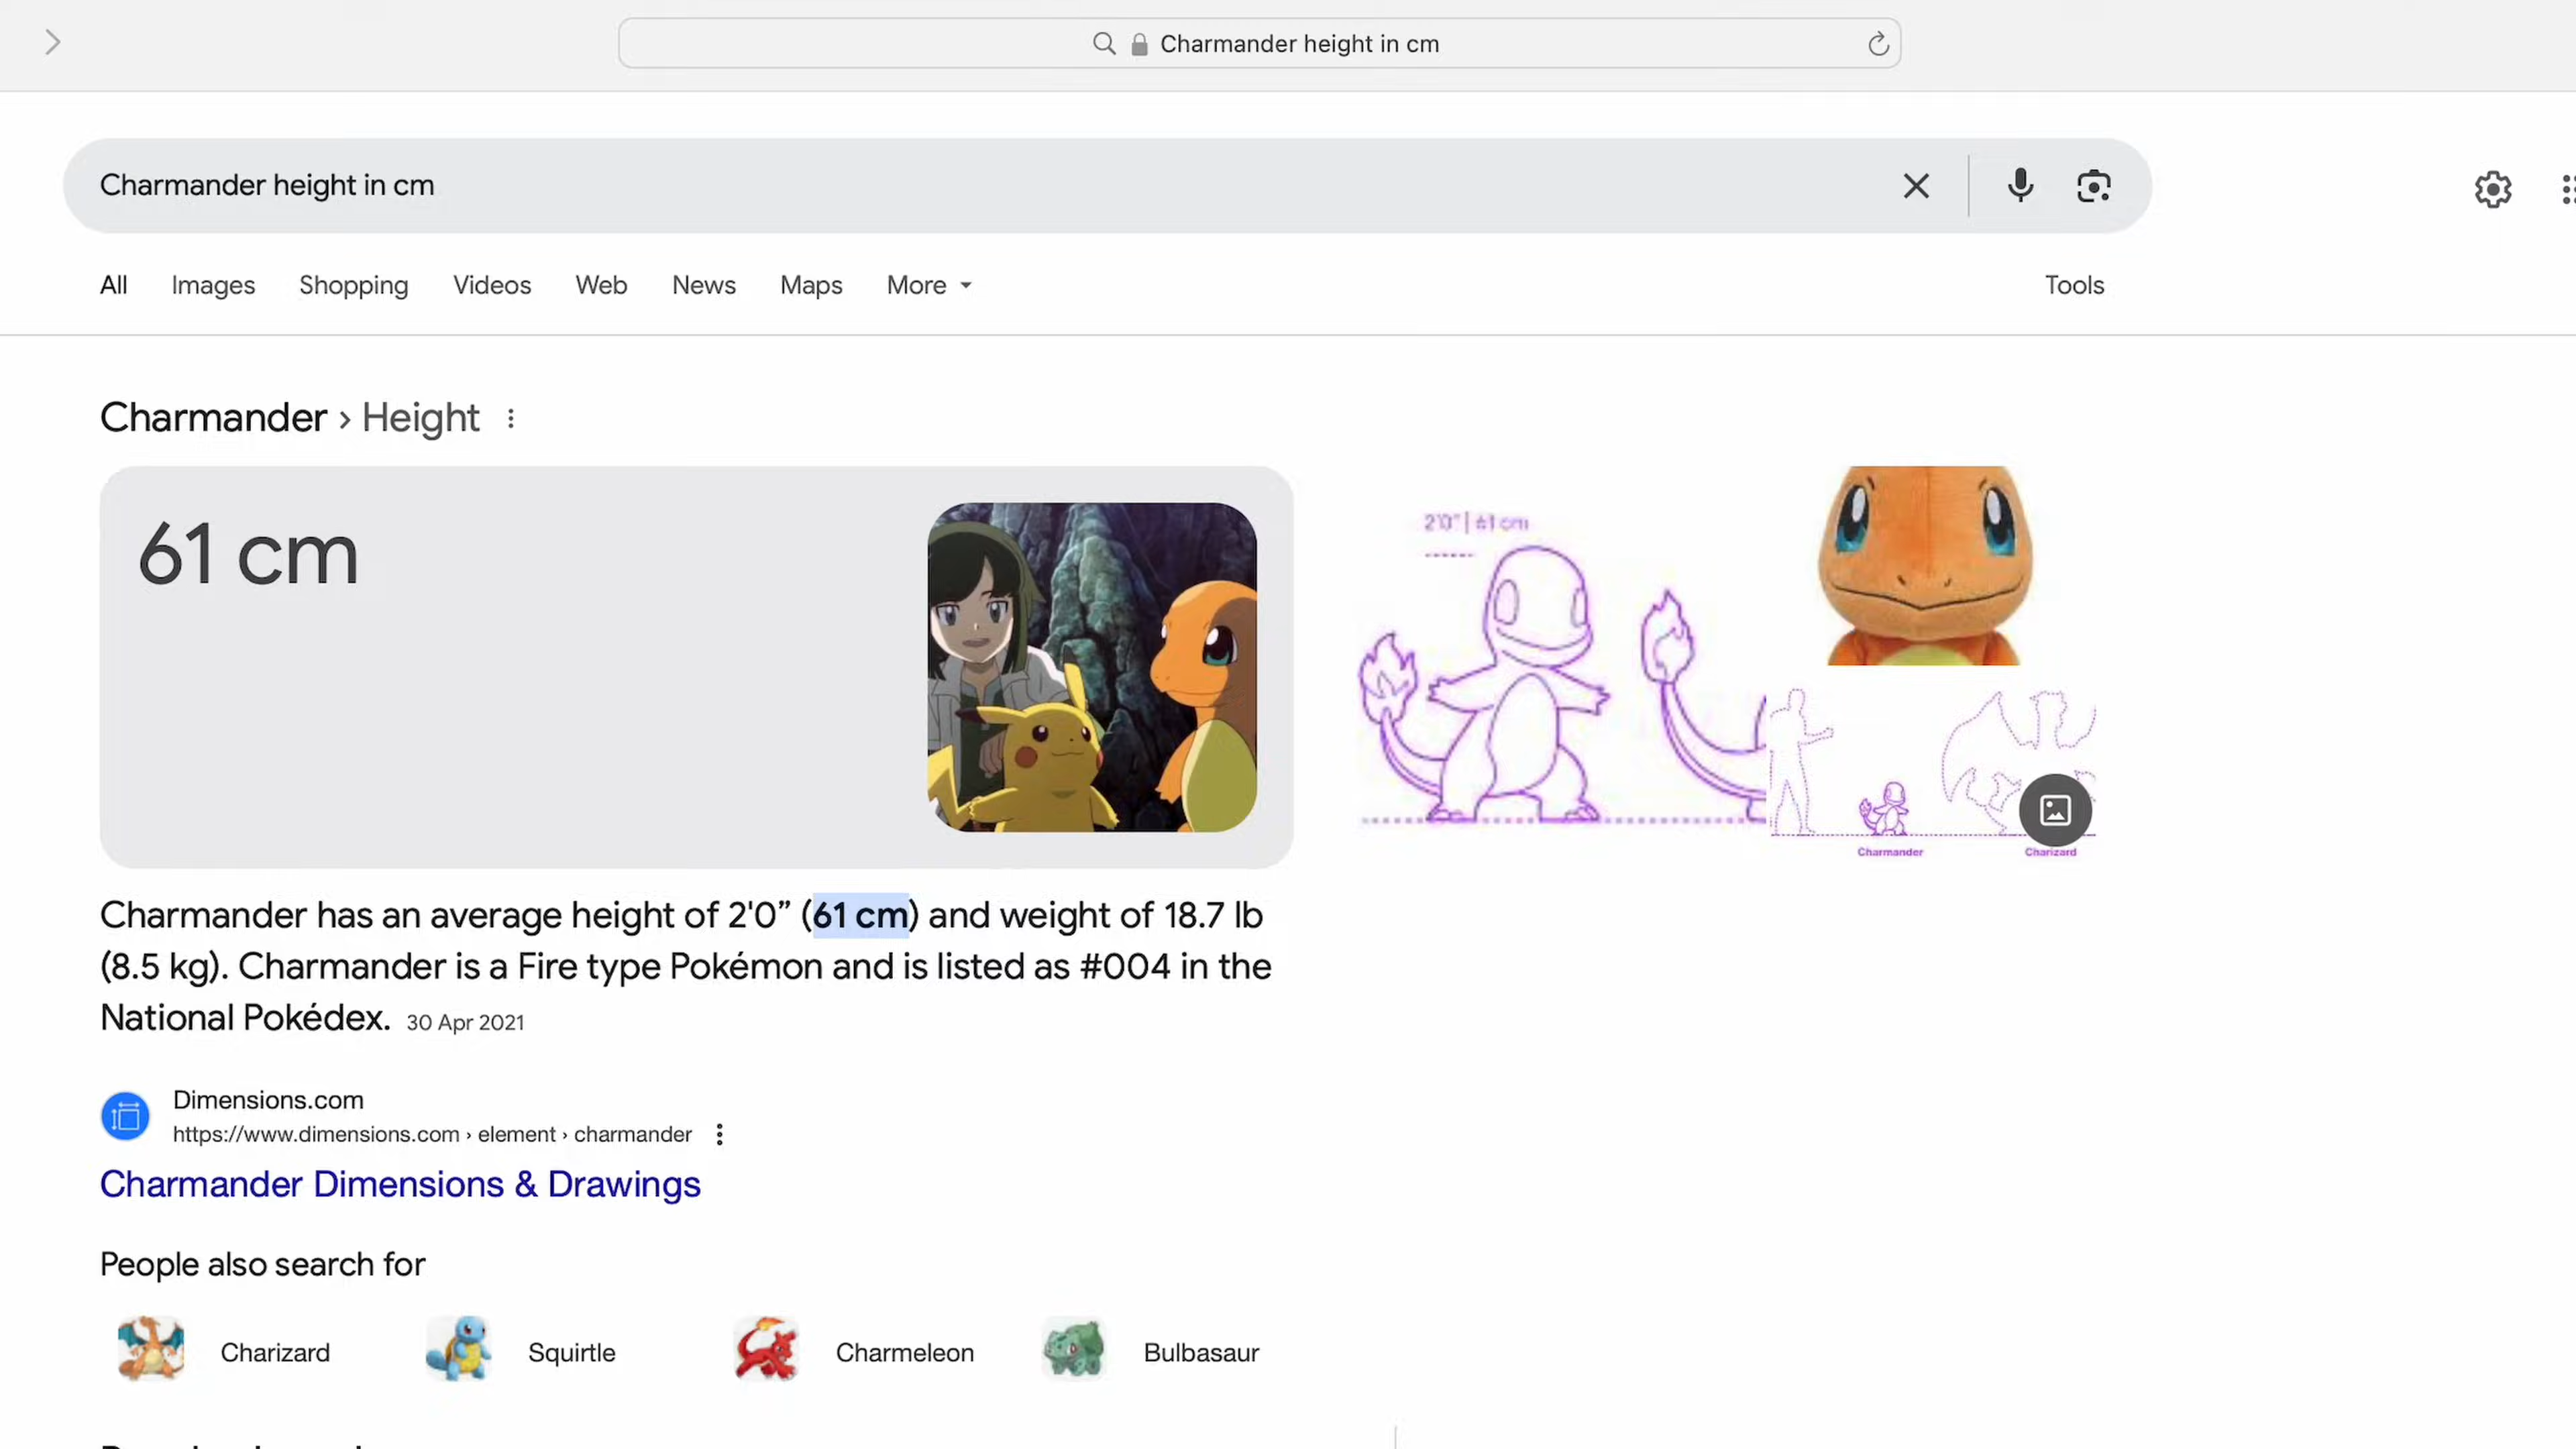 Charmander height in cm
Charmander height in cm
All Images Shopping Videos Web News Maps More Tools
Charmander › Height
61 cm
2'0" | 61 cm
Charmander Charizard
Charmander has an average height of 2'0” (61 cm) and weight of 18.7 lb
(8.5 kg). Charmander is a Fire type Pokémon and is listed as #004 in the
National Pokédex. 30 Apr 2021
Dimensions.com
https://www.dimensions.com › element › charmander
Charmander Dimensions & Drawings
People also search for
Charizard Squirtle Charmeleon Bulbasaur